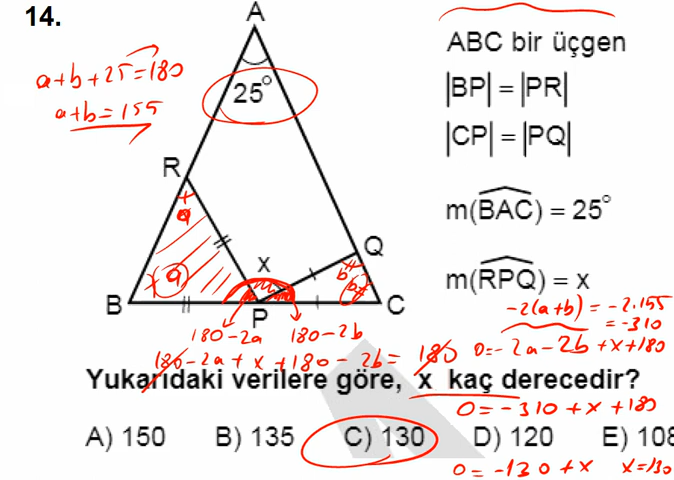 14.
A
ABC bir üçgen
a+b+25=180
|BP| = |PR|
25°
a+b=155
|CP| = |PQ|
R
m(BAC) = 25°
a
Q
x
b
a
b
m(RPQ) = x
B
P
C
-2(a+b) = -2.155
= -310
180-2a 180-2b
180-2a+x+180-2b=180
0=-2a-2b+x+180
Yukarıdaki verilere göre, x kaç derecedir?
0=-310+x+180
A) 150 B) 135 C) 130 D) 120 E) 108
0=-130+x x=130